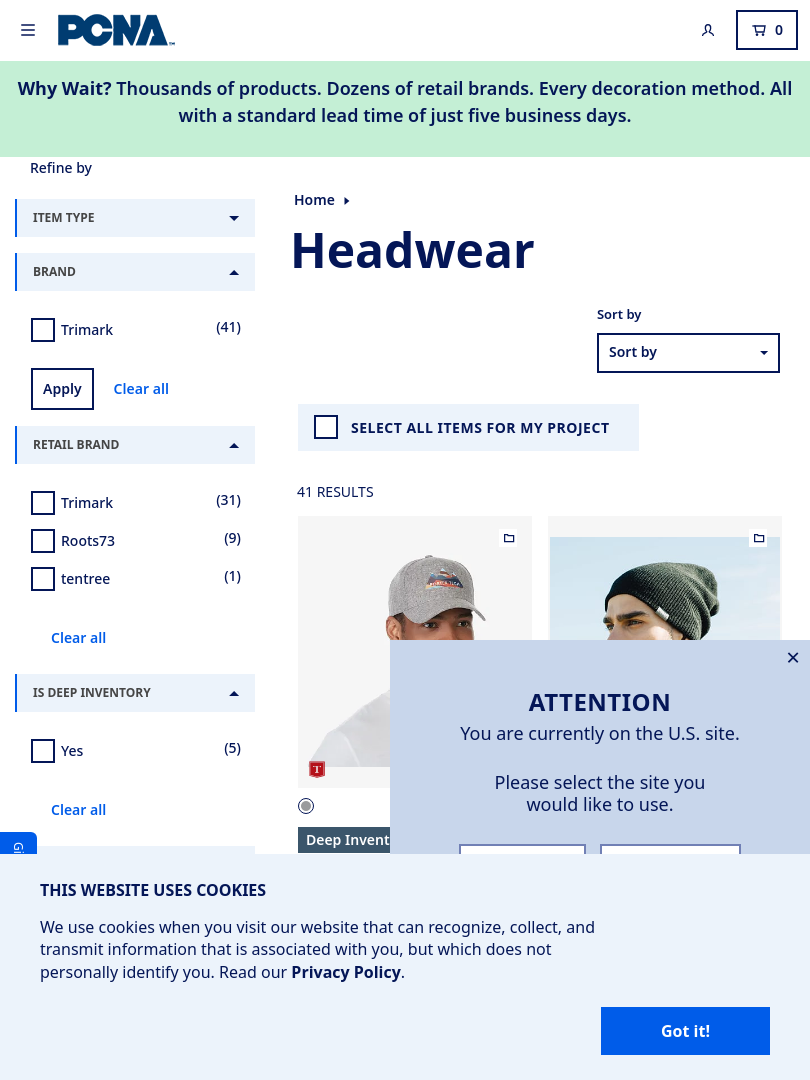 PCNA
0
Why Wait? Thousands of products. Dozens of retail brands. Every decoration method. All
with a standard lead time of just five business days.
Refine by
ITEM TYPE
BRAND
Trimark (41)
Apply Clear all
RETAIL BRAND
Trimark (31)
Roots73 (9)
tentree (1)
Clear all
IS DEEP INVENTORY
Yes (5)
Clear all
Home
Headwear
Sort by
Sort by
SELECT ALL ITEMS FOR MY PROJECT
41 RESULTS
T
Deep Invent
ATTENTION
You are currently on the U.S. site.
Please select the site you
would like to use.
THIS WEBSITE USES COOKIES
We use cookies when you visit our website that can recognize, collect, and
transmit information that is associated with you, but which does not
personally identify you. Read our Privacy Policy.
Got it!